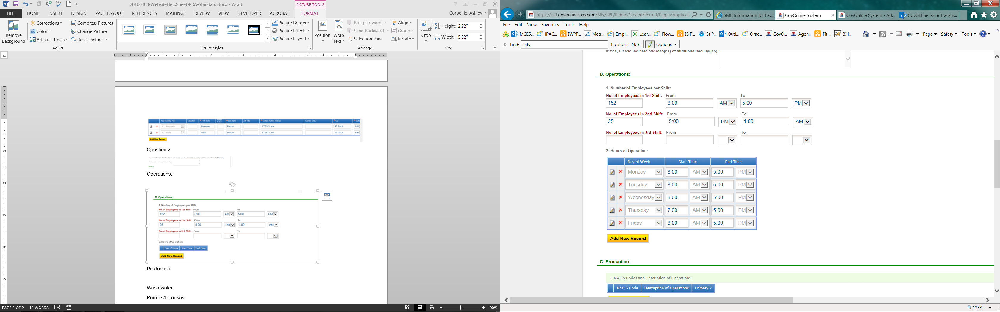 20160408-WebsiteHelpSheet-PRA-Standard.docx - Word
PICTURE TOOLS
FILE HOME INSERT DESIGN PAGE LAYOUT REFERENCES MAILINGS REVIEW VIEW DEVELOPER ACROBAT FORMAT
Corbeille, Ashley
Remove Background
Corrections
Color
Artistic Effects
Compress Pictures
Change Picture
Reset Picture
Adjust
Picture Styles
Picture Border
Picture Effects
Picture Layout
Position
Wrap Text
Bring Forward
Send Backward
Selection Pane
Align
Group
Rotate
Arrange
Crop
Height: 2.22"
Width: 5.32"
Size
1 1 2 3 4 5 6 7
Responsibility Type Salutation First Name Middle Initial Last Name Job Title Contact Mailing Address Address Line 2 City State
IU - Alternate Alternate Person 2 TEST Lane ST PAUL MN
IU - Field Field Person 2 TEST Lane ST PAUL MN
Add New Record
Question 2
Operations:
B. Operations:
1. Number of Employees per Shift:
No. of Employees in 1st Shift: From To
152 8:00 AM 5:00 PM
No. of Employees in 2nd Shift: From To
25 5:00 PM 1:00 AM
No. of Employees in 3rd Shift: From To
2. Hours of Operation:
Day of Week Start Time End Time
Add New Record
Production
Wastewater
Permits/Licenses
PAGE 2 OF 2 18 WORDS
90%
https://uat.govonlinesaas.com/MN/SPL/Public/GovEnt/Permit/Pages/Applicat
SMR Information for Fac...
GovOnline System
GovOnline System - Ad...
GovOnline Issue Trackin...
File Edit View Favorites Tools Help
MCES... iPAC... IWPP... Metr... Empl... Lear... Flow... IS P... St P... Outl... Orac... GovO... Agen... Fit ... BI I...
Page Safety Tools
x Find: cnty Previous Next Options
If Yes, Please indicate address(es) of additional facility(ies) :
B. Operations:
1. Number of Employees per Shift:
No. of Employees in 1st Shift: From To
152 8:00 AM 5:00 PM
No. of Employees in 2nd Shift: From To
25 5:00 PM 1:00 AM
No. of Employees in 3rd Shift: From To
2. Hours of Operation:
Day of Week Start Time End Time
Monday 8:00 AM 5:00 PM
Tuesday 8:00 AM 5:00 PM
Wednesday 8:00 AM 5:00 PM
Thursday 7:00 AM 5:00 PM
Friday 8:00 AM 5:00 PM
Add New Record
C. Production:
1. NAICS Codes and Description of Operations:
NAICS Code Description of Operations Primary ?
125%